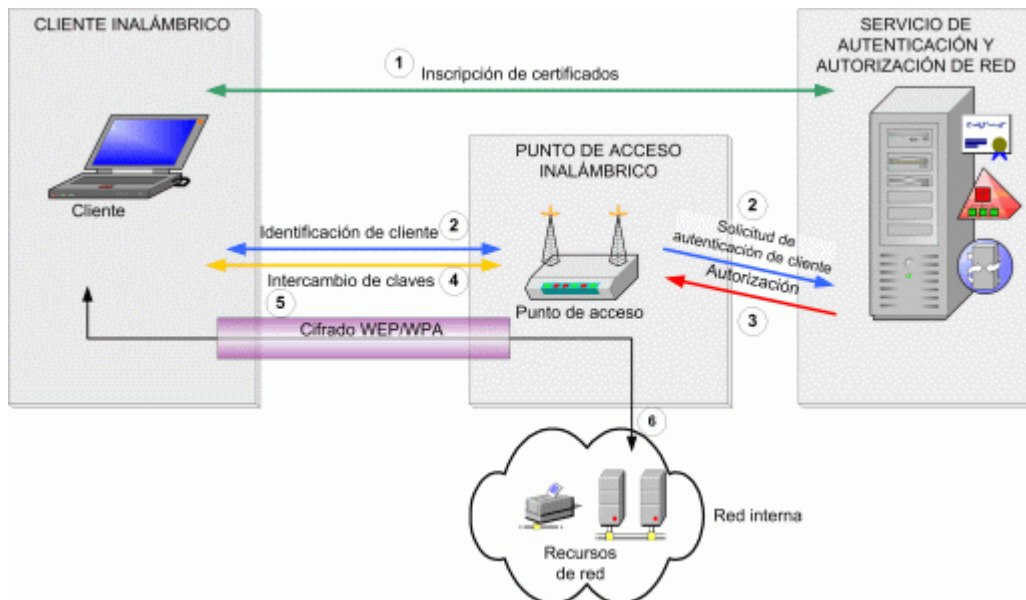 CLIENTE INALÁMBRICO
SERVICIO DE
AUTENTICACIÓN Y
AUTORIZACIÓN DE RED
1
Inscripción de certificados
PUNTO DE ACCESO
INALÁMBRICO
Cliente
Identificación de cliente
2
2
Solicitud de
autenticación de cliente
Intercambio de claves
4
Autorización
5
3
Punto de acceso
Cifrado WEP/WPA
6
Red interna
Recursos
de red